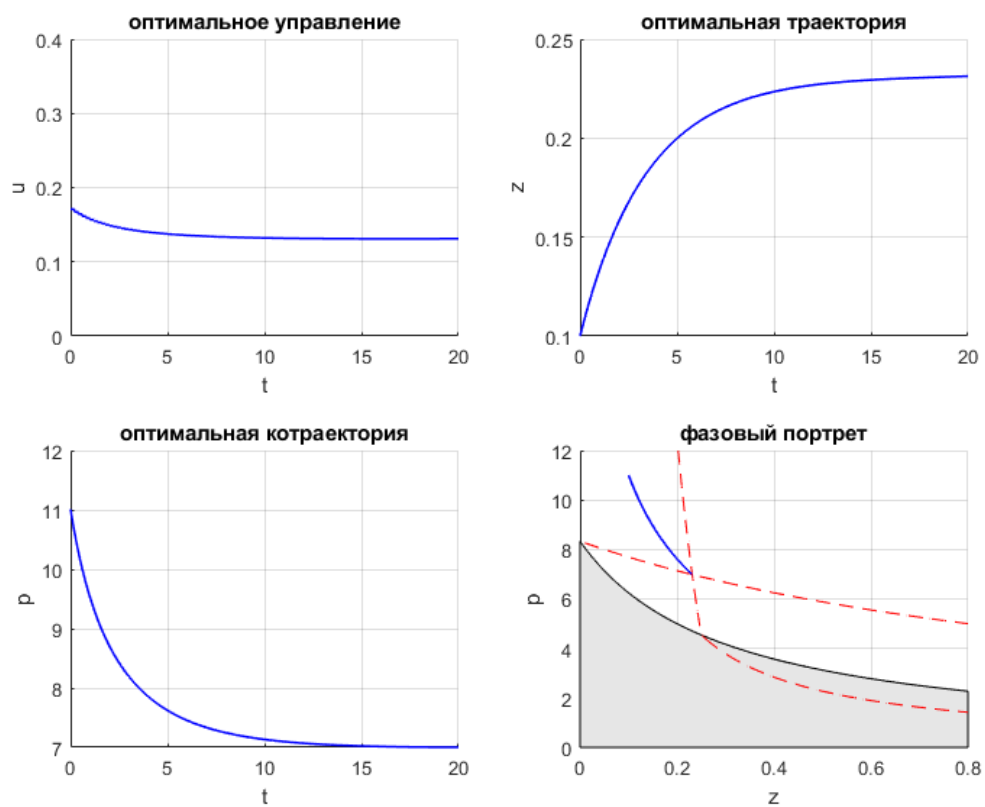 оптимальное управление
0.4
0.3
0.2
0.1
0
u
0 5 10 15 20
t
оптимальная траектория
0.25
0.2
0.15
0.1
z
0 5 10 15 20
t
оптимальная котраектория
12
11
10
9
8
7
p
0 5 10 15 20
t
фазовый портрет
12
10
8
6
4
2
0
p
0 0.2 0.4 0.6 0.8
z